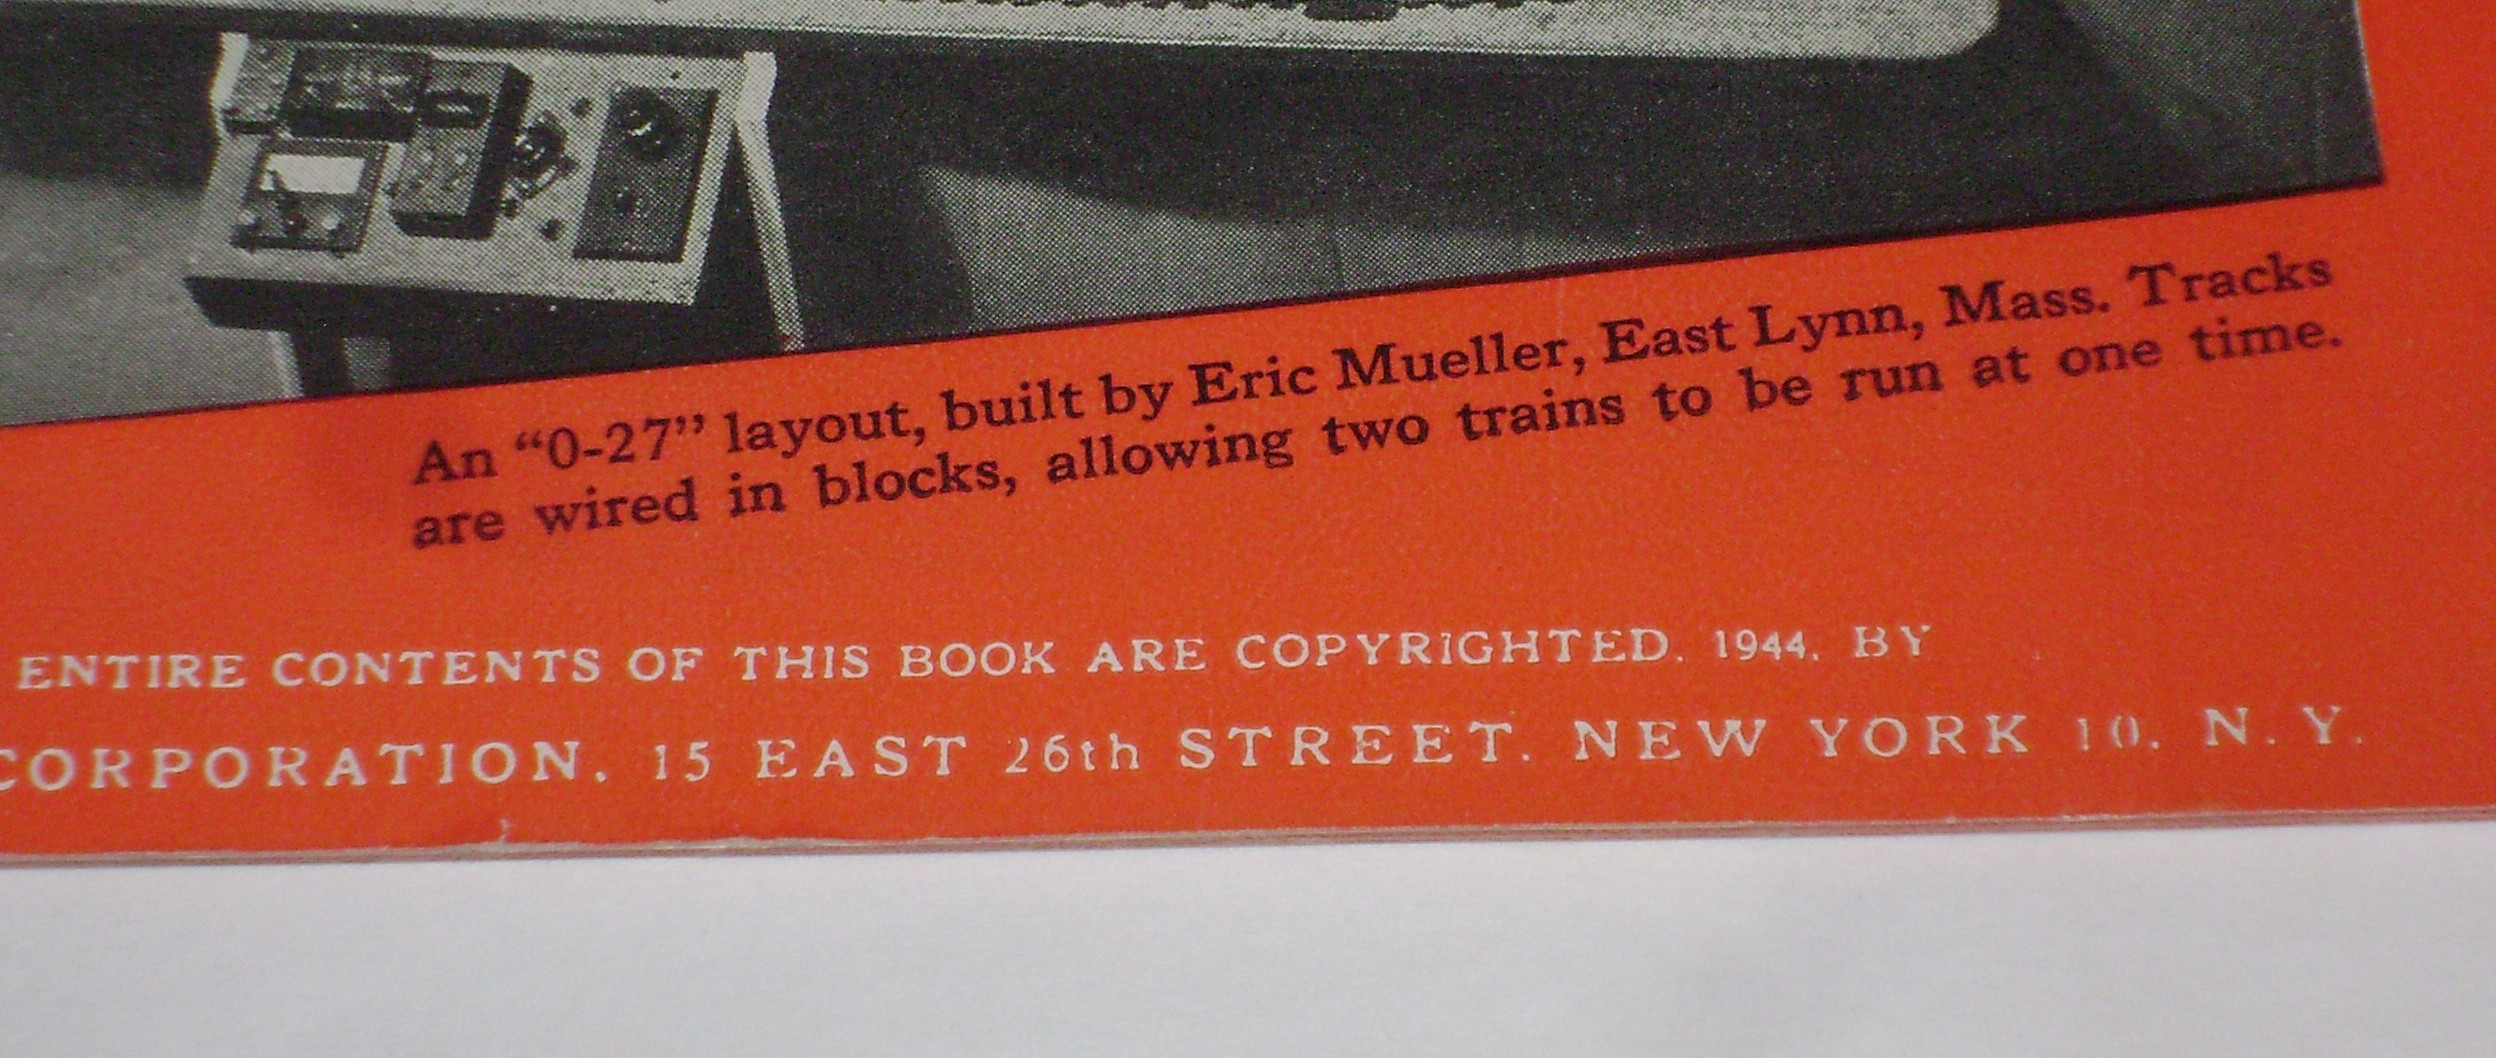 An “0-27” layout, built by Eric Mueller, East Lynn, Mass. Tracks
are wired in blocks, allowing two trains to be run at one time.
ENTIRE CONTENTS OF THIS BOOK ARE COPYRIGHTED, 1944, BY
CORPORATION, 15 EAST 26th STREET, NEW YORK 10, N.Y.